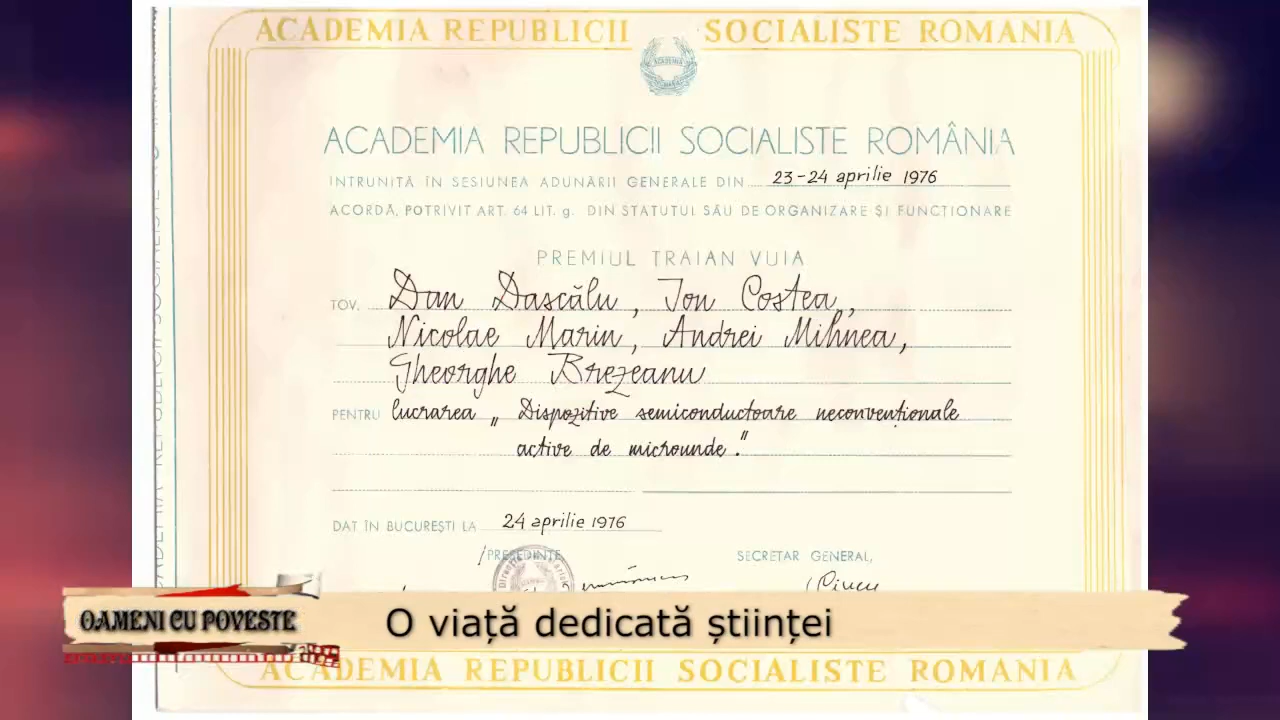 ACADEMIA REPUBLICII SOCIALISTE ROMANIA
ACADEMIA
ACADEMIA REPUBLICII SOCIALISTE ROMÂNIA
INTRUNITĂ ÎN SESIUNEA ADUNĂRII GENERALE DIN 23-24 aprilie 1976
ACORDĂ, POTRIVIT ART. 64 LIT. g. DIN STATUTUL SĂU DE ORGANIZARE ȘI FUNCȚIONARE
PREMIUL TRAIAN VUIA
TOV. Dan Dascălu, Ion Costea,
Nicolae Marin, Andrei Mihnea,
Gheorghe Brezeanu
PENTRU lucrarea „ Dispozitive semiconductoare neconvenționale
active de microunde."
DAT ÎN BUCUREȘTI LA 24 aprilie 1976
PREȘEDINTE, SECRETAR GENERAL,
OAMENI CU POVESTE
O viață dedicată științei
ACADEMIA REPUBLICII SOCIALISTE ROMANIA